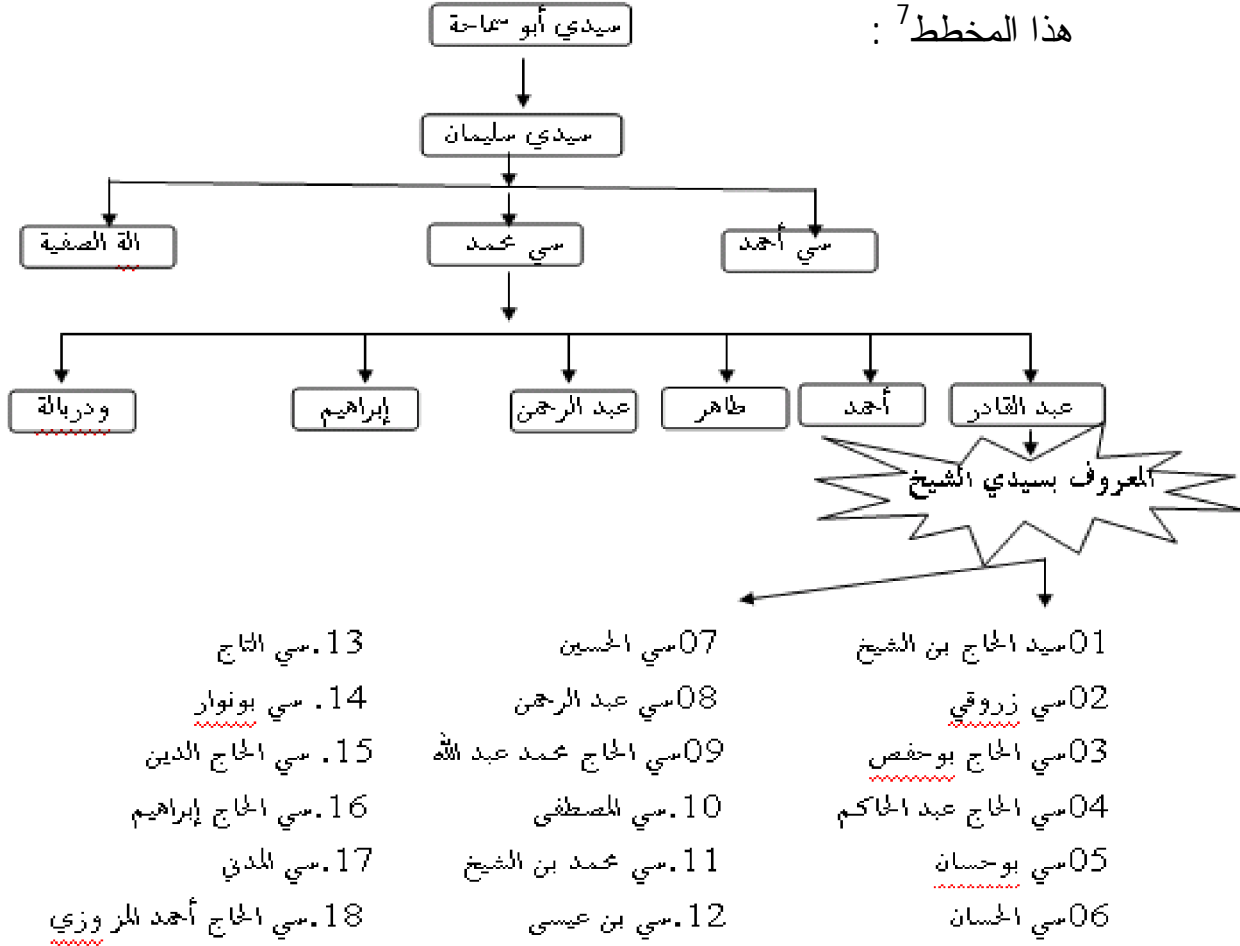 هذا المخطط7 :
سيدي أبو سماحة
سيدي سليمان
سي أحمد
سي محمد
الة الصفية
عبد القادر
أحمد
طاهر
عبد الرحمن
إبراهيم
ودربالة
المعروف بسيدي الشيخ
01سيد الحاج بن الشيخ
02سي زروقي
03سي الحاج بوحفص
04سي الحاج عبد الحاكم
05سي بوحسان
06سي الحسان
07سي الحسين
08سي عبد الرحمن
09سي الحاج محمد عبد الله
10.سي المصطفى
11.سي محمد بن الشيخ
12.سي بن عيسى
13.سي التاج
14. سي بونوار
15. سي الحاج الدين
16.سي الحاج إبراهيم
17.سي المدني
18.سي الحاج أحمد المز وزي